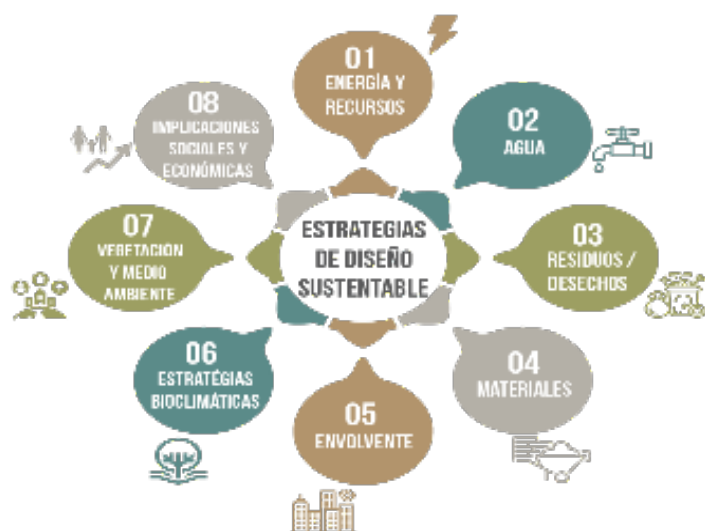 01
ENERGÍA Y
RECURSOS
02
AGUA
03
RESIDUOS /
DESECHOS
04
MATERIALES
05
ENVOLVENTE
06
ESTRATÉGIAS
BIOCLIMÁTICAS
07
VEGETACIÓN
Y MEDIO
AMBIENTE
08
IMPLICACIONES
SOCIALES Y
ECONÓMICAS
ESTRATEGIAS
DE DISEÑO
SUSTENTABLE